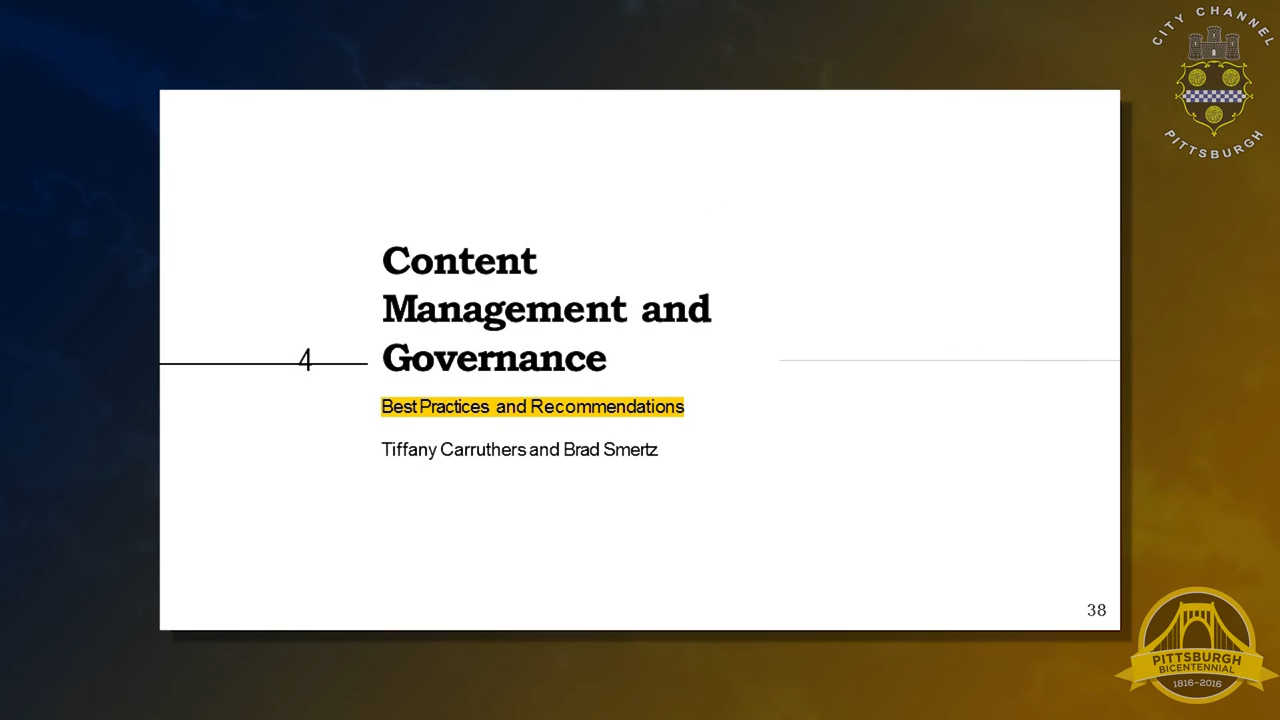 CITY CHANNEL
PITTSBURGH
Content
Management and
4
Governance
Best Practices and Recommendations
Tiffany Carruthers and Brad Smertz
38
PITTSBURGH
BICENTENNIAL
1816-2016